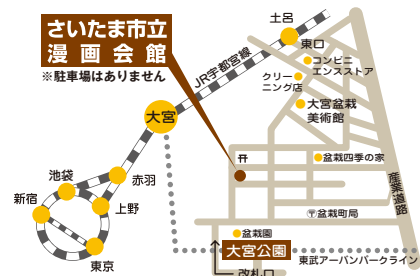 さいたま市立
漫画会館
※駐車場はありません
土呂
東口
JR宇都宮線
コンビニ
エンスストア
クリー
ニング店
大宮盆栽
美術館
大宮
盆栽四季の家
産業道路
池袋
赤羽
新宿
上野
〒盆栽町局
盆栽園
大宮公園
東京
東武アーバンパークライン
改札口